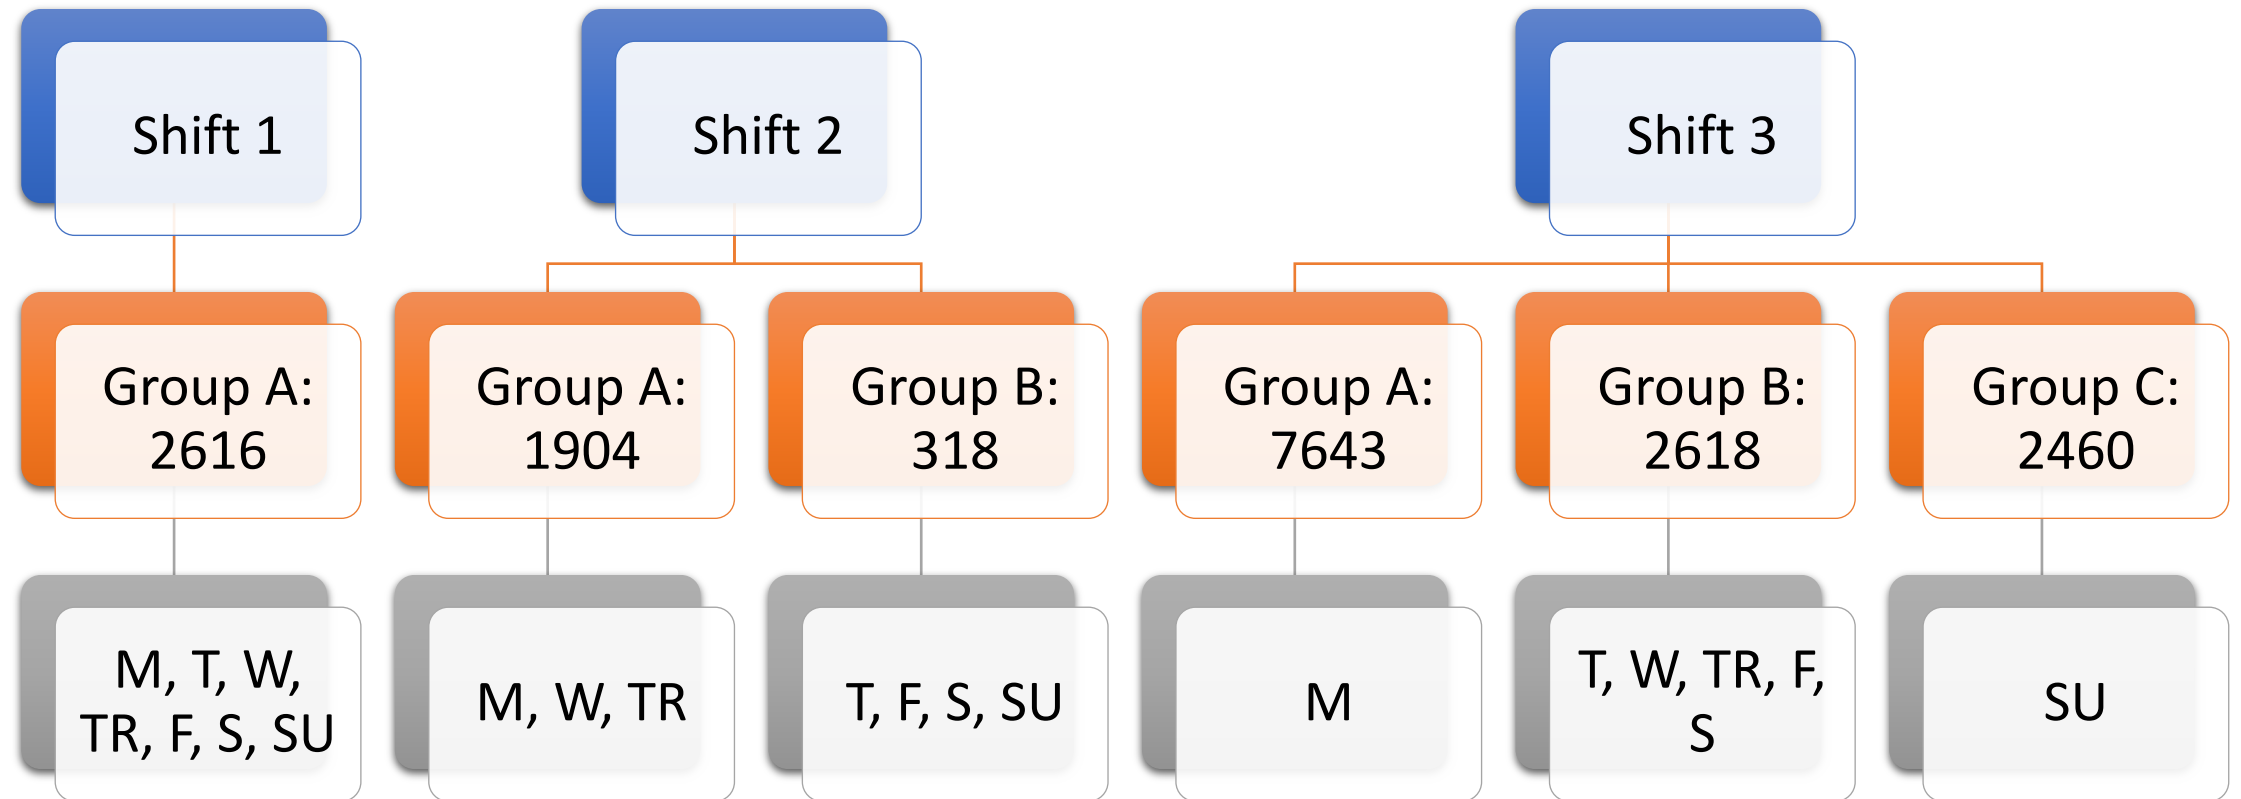 Shift 1
Shift 2
Shift 3
Group A:
2616
Group A:
1904
Group B:
318
Group A:
7643
Group B:
2618
Group C:
2460
M, T, W,
TR, F, S, SU
M, W, TR
T, F, S, SU
M
T, W, TR, F,
S
SU